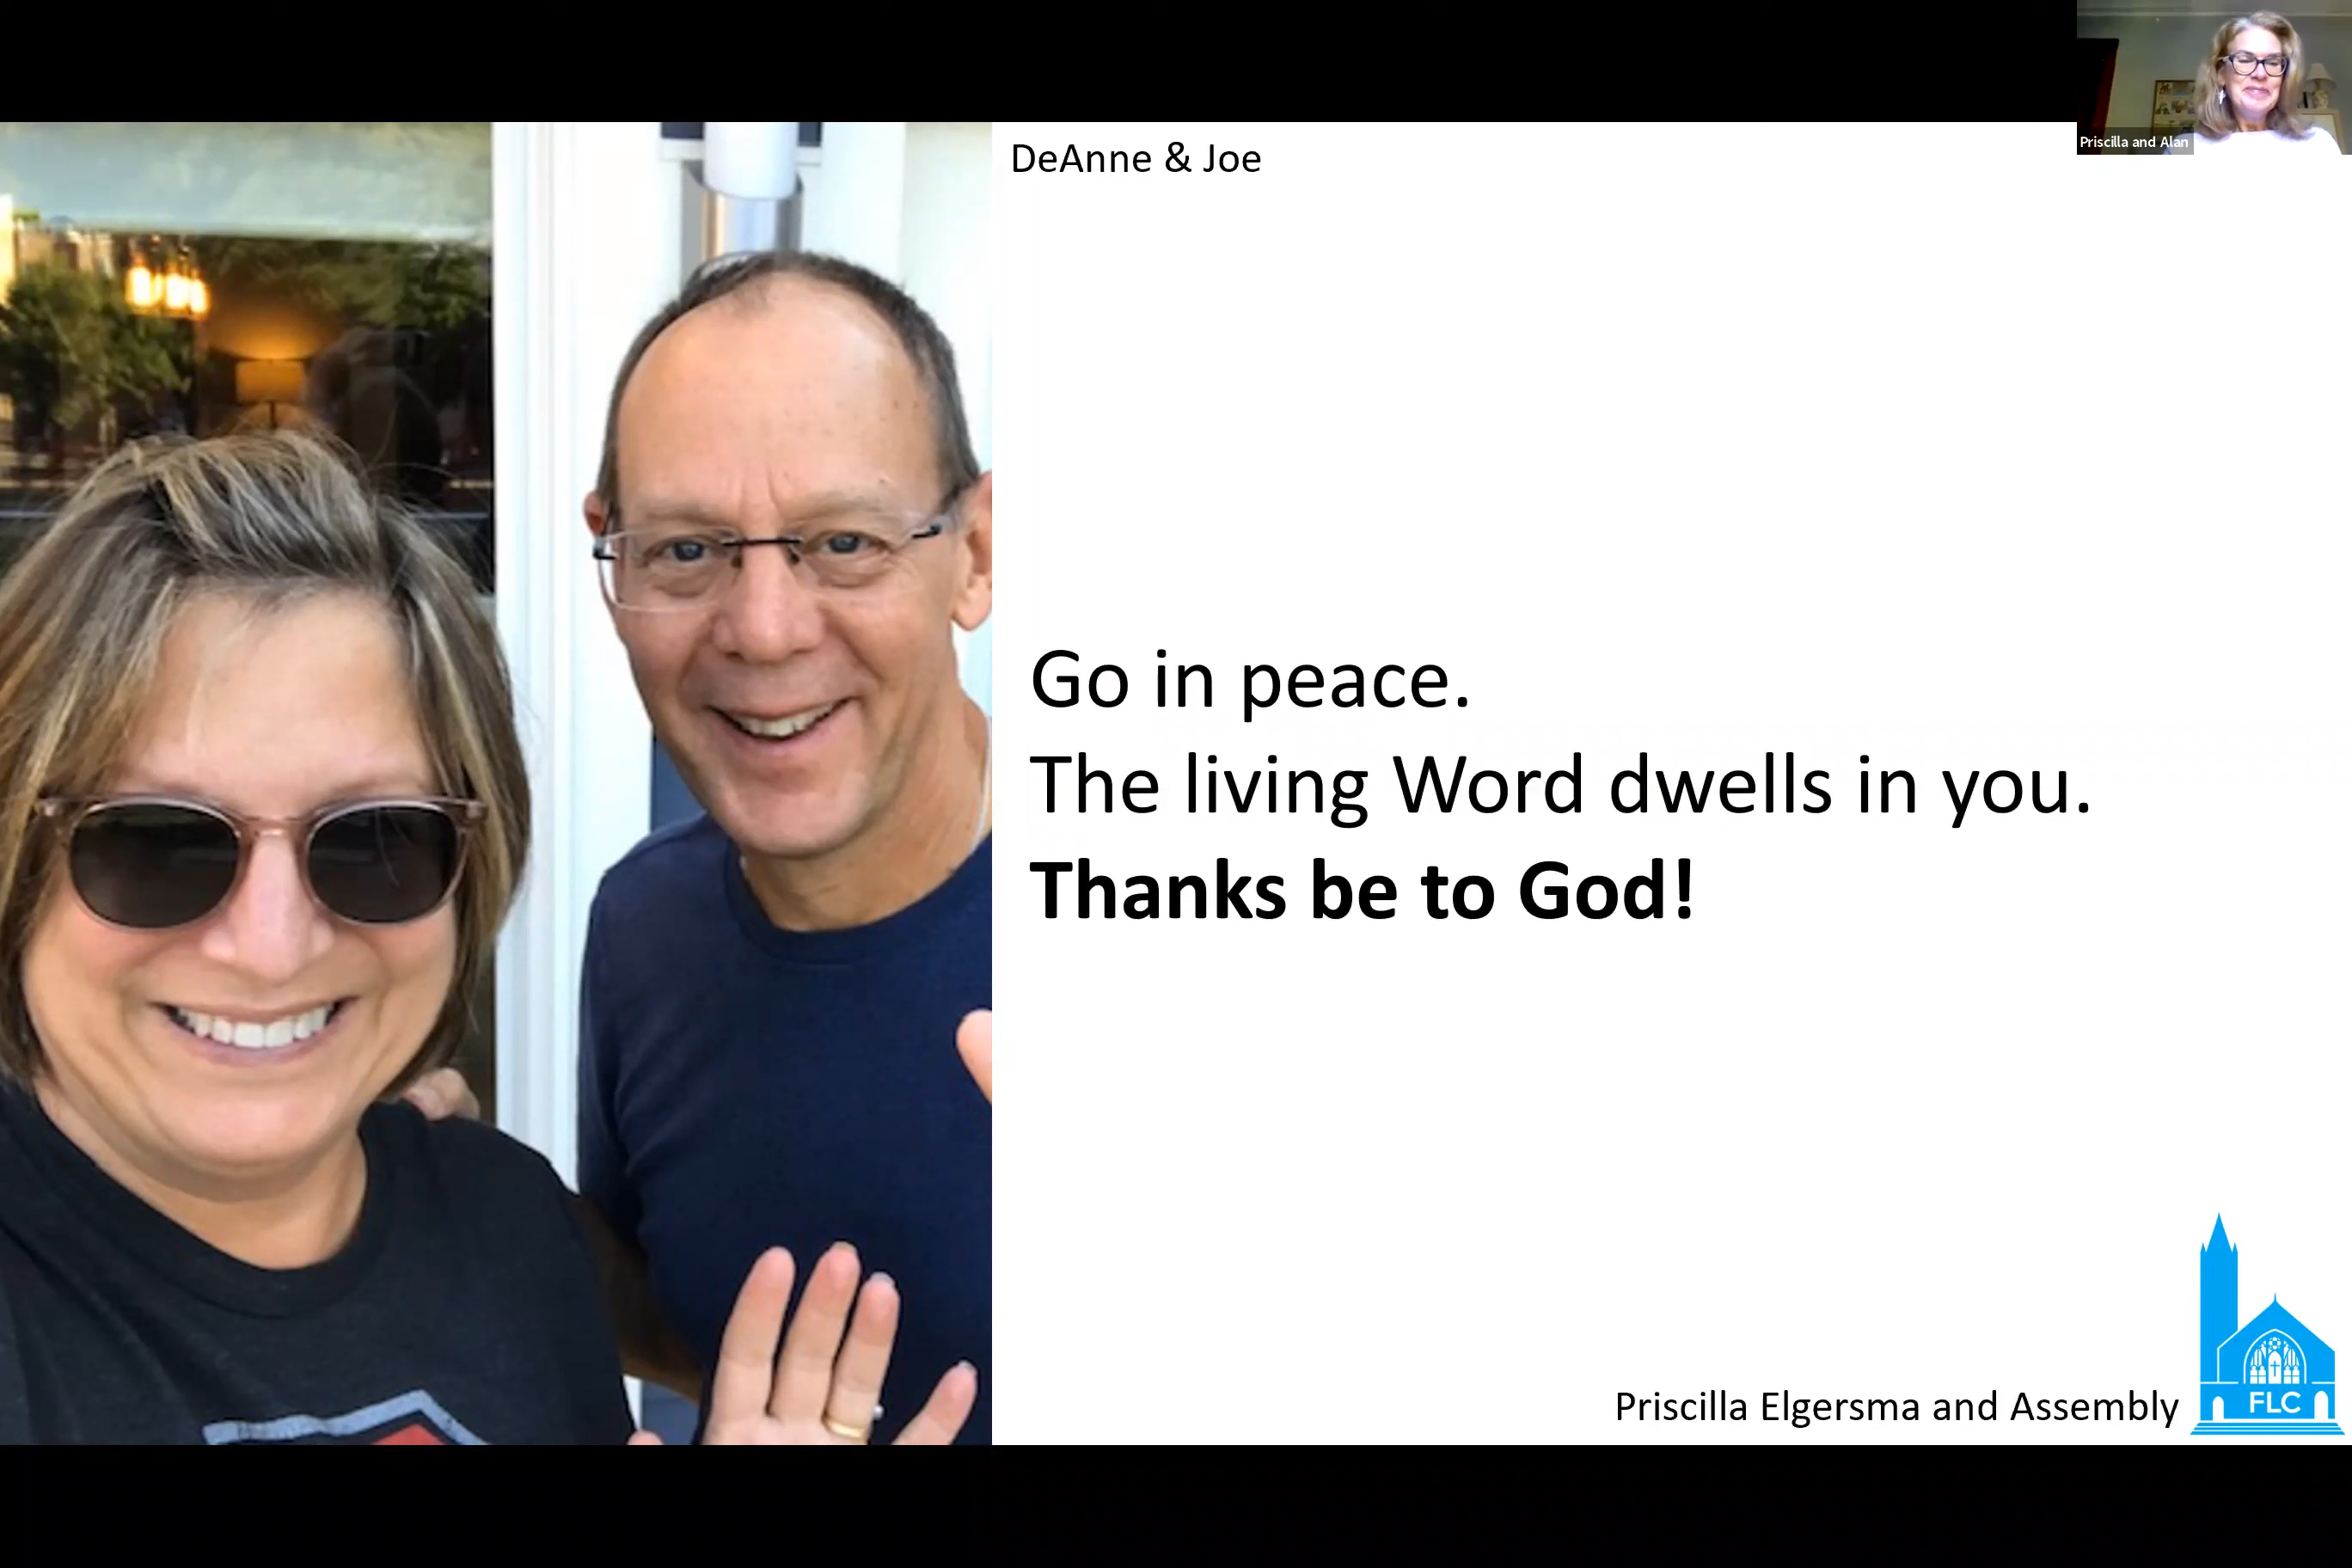 Priscilla and Alan
DeAnne & Joe
Go in peace.
The living Word dwells in you.
Thanks be to God!
FLC
Priscilla Elgersma and Assembly